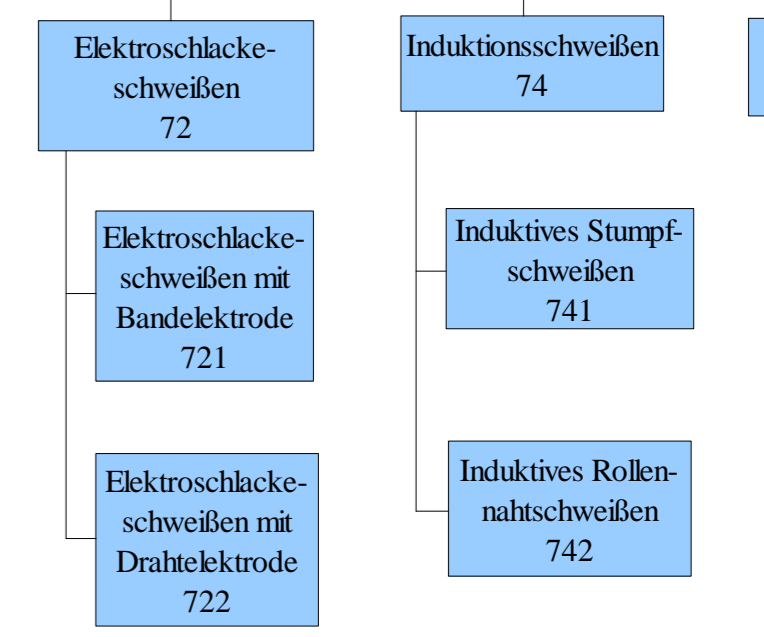 Elektroschlacke-
schweißen
72
Elektroschlacke-
schweißen mit
Bandelektrode
721
Elektroschlacke-
schweißen mit
Drahtelektrode
722
Induktionsschweißen
74
Induktives Stumpf-
schweißen
741
Induktives Rollen-
nahtschweißen
742